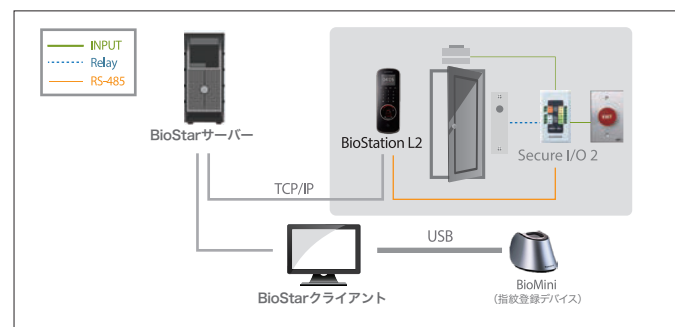 INPUT
Relay
RS-485
BioStarサーバー
BioStation L2
EXIT
Secure I/O 2
TCP/IP
USB
BioStarクライアント
BioMini
(指紋登録デバイス)